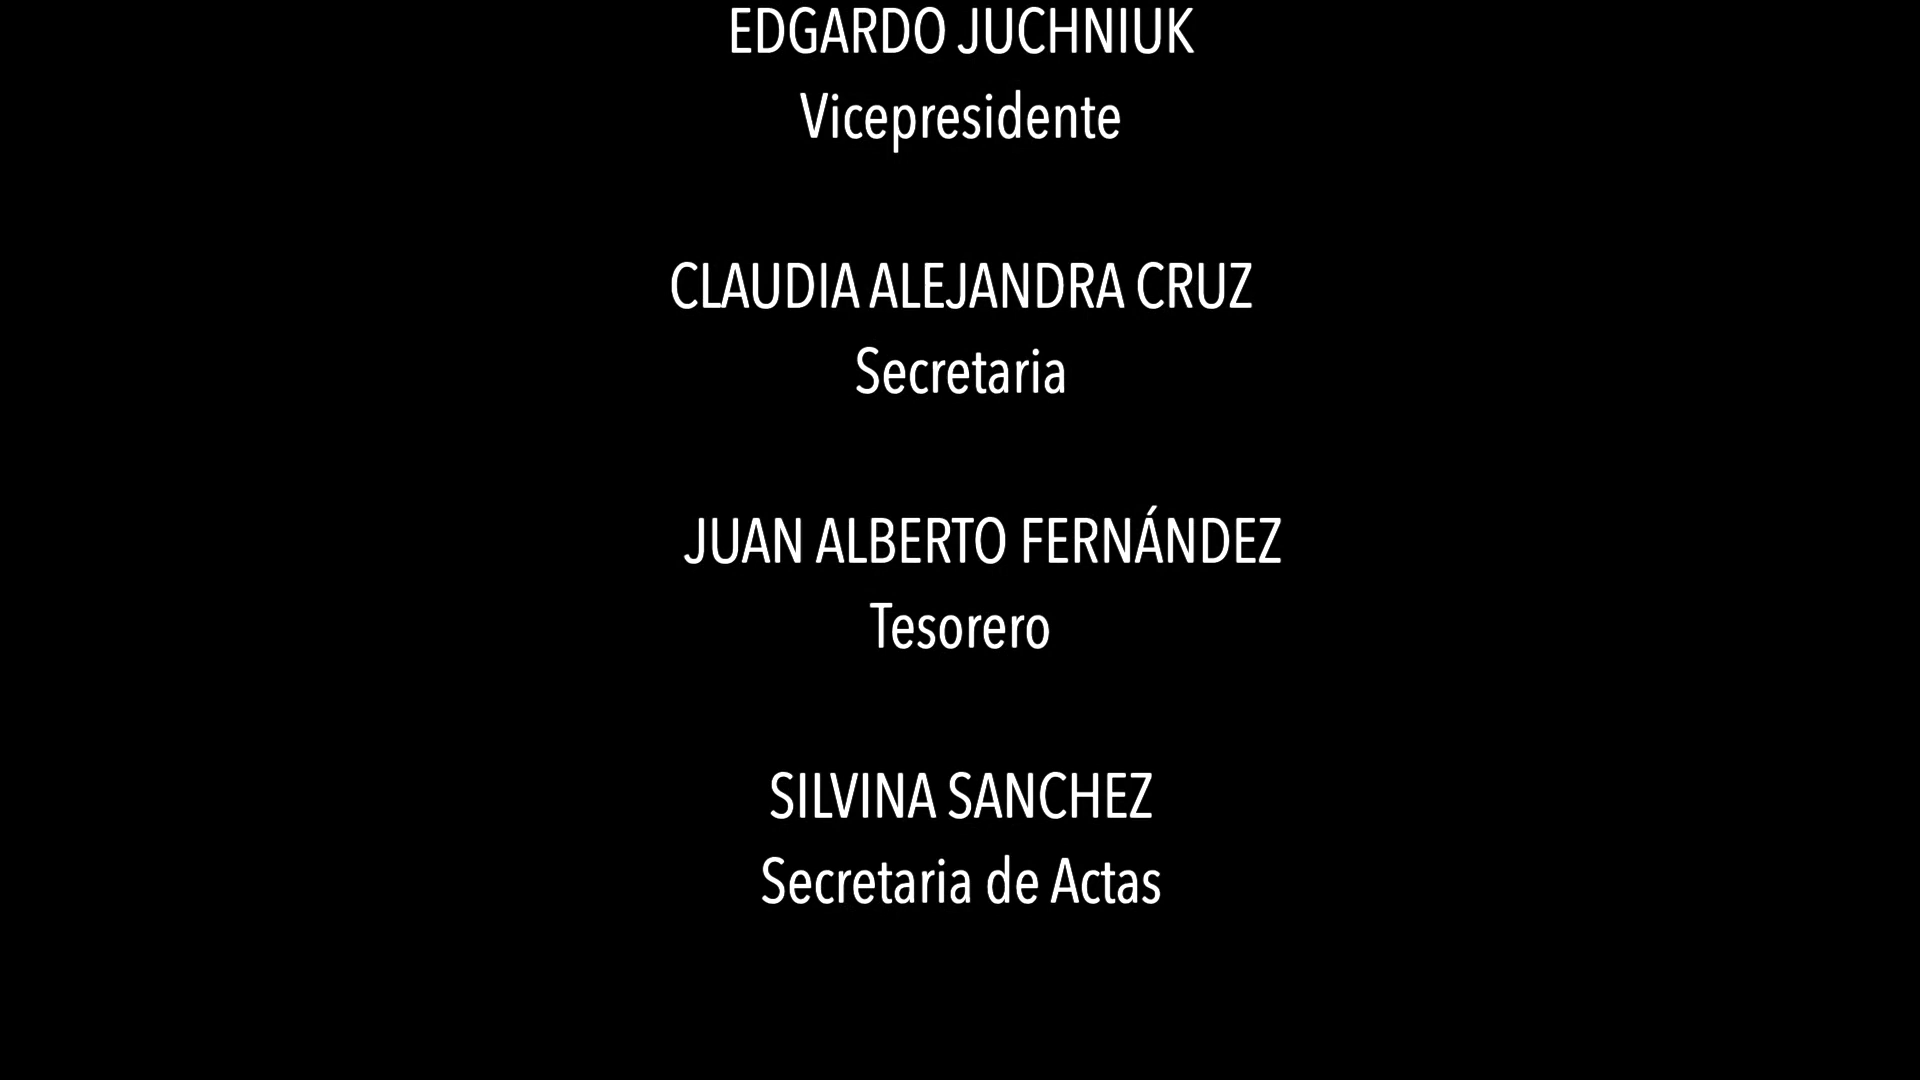 EDGARDO JUCHNIUK
Vicepresidente
CLAUDIA ALEJANDRA CRUZ
Secretaria
JUAN ALBERTO FERNÁNDEZ
Tesorero
SILVINA SANCHEZ
Secretaria de Actas